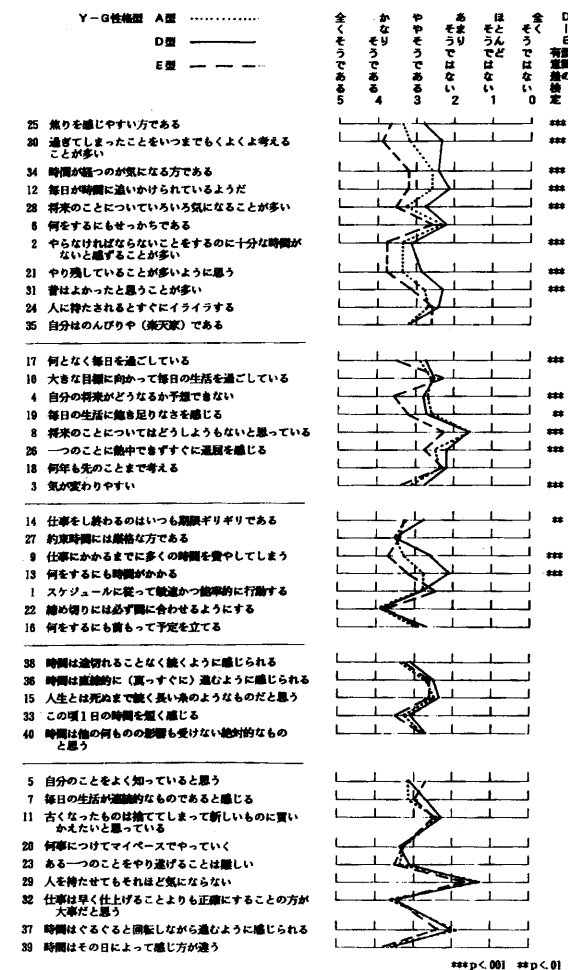 Y－G性格型 A型
D型
E型
全くそうである 5
かなりそうである 4
ややそうである 3
あまりそうではない 2
ほとんどそうではない 1
全くそうではない 0
有意差検定
25 焦りを感じやすい方である ***
30 過ぎてしまったことをいつまでもくよくよ考える ***
ことが多い
34 時間が経つのが気になる方である ***
12 毎日が時間に追いかけられているようだ ***
28 将来のことについていろいろ気になることが多い ***
6 何をするにもせっかちである
2 やらなければならないことをするのに十分な時間が ***
ないと感ずることが多い
21 やり残していることが多いように思う ***
31 昔はよかったと思うことが多い ***
24 人に待たされるとすぐにイライラする
35 自分はのんびりや（楽天家）である
17 何となく毎日を過ごしている ***
10 大きな目標に向かって毎日の生活を過ごしている
4 自分の将来がどうなるか予想できない ***
19 毎日の生活に飽き足りなさを感じる **
8 将来のことについてはどうしようもないと思っている ***
26 一つのことに熱中できずすぐに退屈を感じる ***
18 何年も先のことまで考える
3 気が変わりやすい ***
14 仕事をし終わるのはいつも期限ギリギリである **
27 約束時間には厳格な方である
9 仕事にかかるまでに多くの時間を費やしてしまう ***
13 何をするにも時間がかかる ***
1 スケジュールに従って敏速かつ能率的に行動する
22 締め切りには必ず間に合わせるようにする
16 何をするにも前もって予定を立てる
38 時間は途切れることなく続くように感じられる
36 時間は直線的に（真っすぐに）進むように感じられる
15 人生とは死ぬまで続く長い糸のようなものだと思う
33 この頃１日の時間を短く感じる
40 時間は他の何ものの影響も受けない絶対的なもの
と思う
5 自分のことをよく知っていると思う
7 毎日の生活が連続的なものであると感じる
11 古くなったものは捨ててしまって新しいものに買い
かえたいと思っている
20 何事につけてマイペースでやっていく
23 ある一つのことをやり遂げることは難しい
29 人を待たせてもそれほど気にならない
32 仕事は早く仕上げることよりも正確にすることの方が
大事だと思う
37 時間はぐるぐると回転しながら進むように感じられる
39 時間はその日によって感じ方が違う
***p<.001 **p<.01